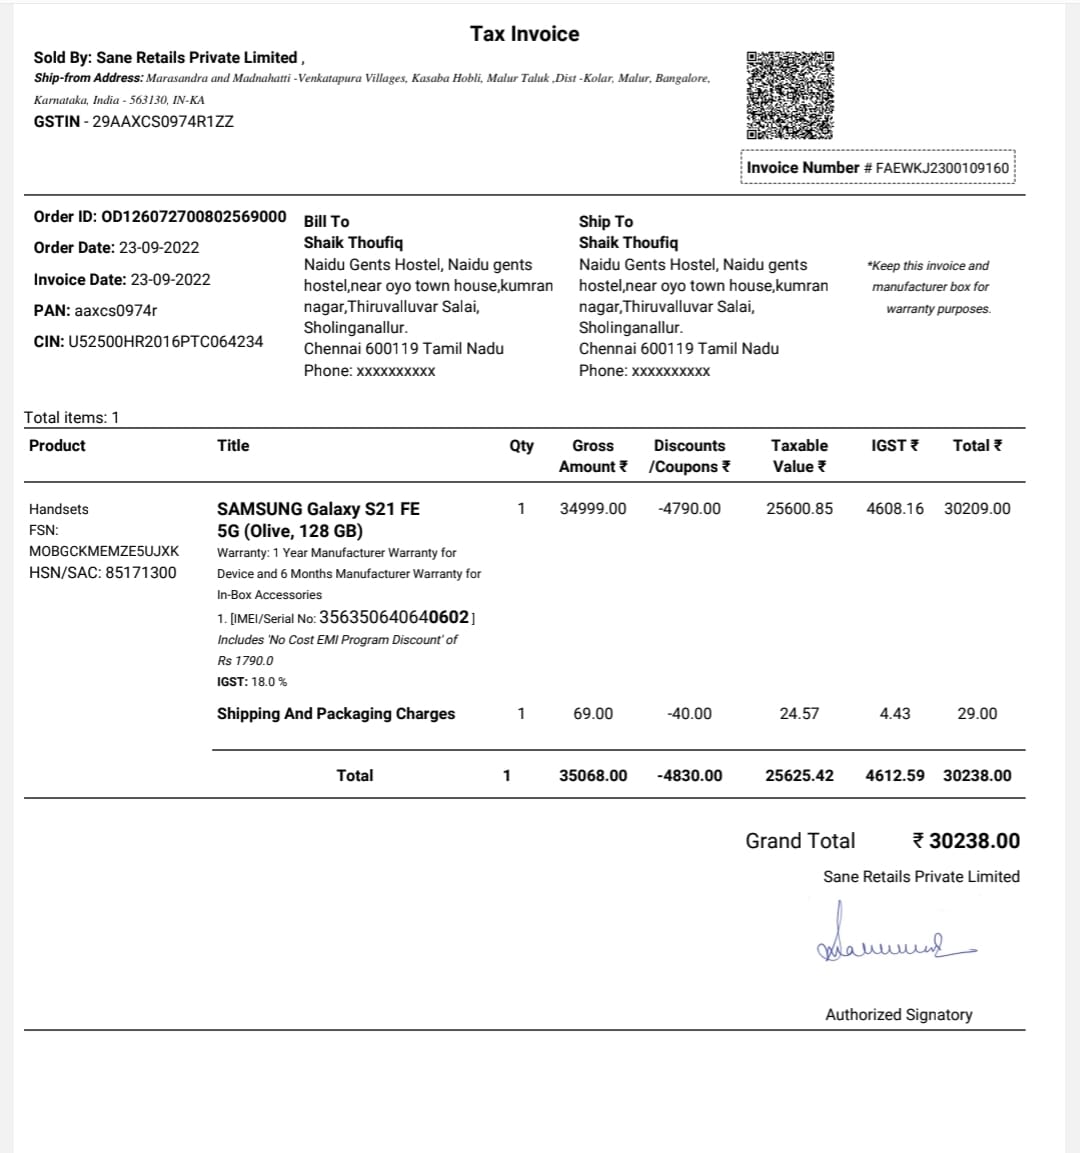 Tax Invoice
Sold By: Sane Retails Private Limited ,
Ship-from Address: Marasandra and Madnahatti -Venkatapura Villages, Kasaba Hobli, Malur Taluk ,Dist -Kolar, Malur, Bangalore,
Karnataka, India - 563130, IN-KA
GSTIN - 29AAXCS0974R1ZZ
Invoice Number # FAEWKJ2300109160
Order ID: OD126072700802569000
Order Date: 23-09-2022
Invoice Date: 23-09-2022
PAN: aaxcs0974r
CIN: U52500HR2016PTC064234
Bill To
Shaik Thoufiq
Naidu Gents Hostel, Naidu gents
hostel,near oyo town house,kumran
nagar,Thiruvalluvar Salai,
Sholinganallur.
Chennai 600119 Tamil Nadu
Phone: xxxxxxxxxx
Ship To
Shaik Thoufiq
Naidu Gents Hostel, Naidu gents
hostel,near oyo town house,kumran
nagar,Thiruvalluvar Salai,
Sholinganallur.
Chennai 600119 Tamil Nadu
Phone: xxxxxxxxxx
*Keep this invoice and
manufacturer box for
warranty purposes.
Total items: 1
Product Title Qty Gross Amount ₹ Discounts /Coupons ₹ Taxable Value ₹ IGST ₹ Total ₹
Handsets
FSN:
MOBGCKMEMZE5UJXK
HSN/SAC: 85171300
SAMSUNG Galaxy S21 FE
5G (Olive, 128 GB)
Warranty: 1 Year Manufacturer Warranty for
Device and 6 Months Manufacturer Warranty for
In-Box Accessories
1. [IMEI/Serial No: 356350640640602 ]
Includes 'No Cost EMI Program Discount' of
Rs 1790.0
IGST: 18.0 %
1 34999.00 -4790.00 25600.85 4608.16 30209.00
Shipping And Packaging Charges 1 69.00 -40.00 24.57 4.43 29.00
Total 1 35068.00 -4830.00 25625.42 4612.59 30238.00
Grand Total ₹ 30238.00
Sane Retails Private Limited
Authorized Signatory